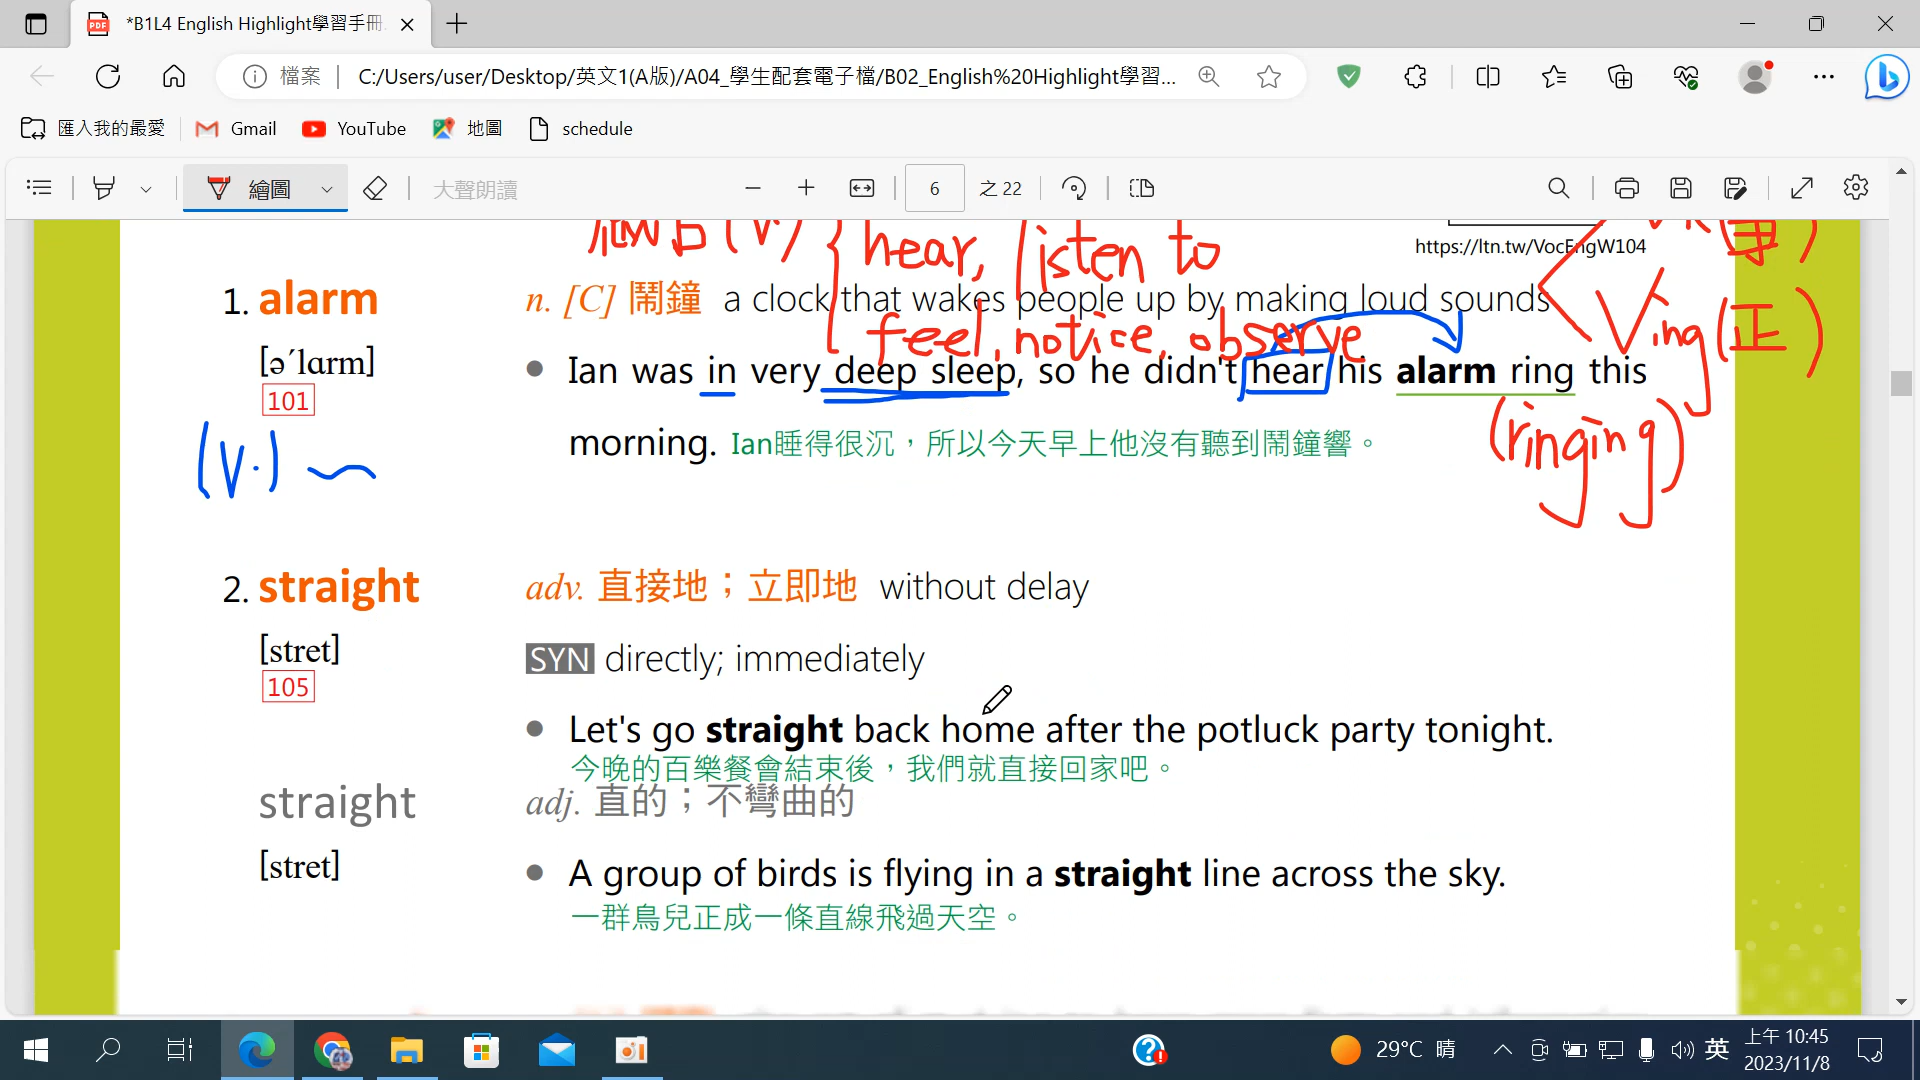 *B1L4 English Highlight學習手冊
檔案
C:/Users/user/Desktop/英文1(A版)/A04_學生配套電子檔/B02_English%20Highlight學習...
匯入我的最愛
Gmail
YouTube
地圖
schedule
繪圖
大聲朗讀
6
之 22
感官(V)
hear, listen to
feel, notice, observe
https://ltn.tw/VocEngW104
VR(事)
Ving(正)
1. alarm
n. [C] 鬧鐘 a clock that wakes people up by making loud sounds
[ə´lɑrm]
101
Ian was in very deep sleep, so he didn't hear his alarm ring this
morning. Ian睡得很沉，所以今天早上他沒有聽到鬧鐘響。
(ringing)
(V.)
2. straight
adv. 直接地；立即地 without delay
[stret]
105
SYN directly; immediately
Let's go straight back home after the potluck party tonight.
今晚的百樂餐會結束後，我們就直接回家吧。
straight
adj. 直的；不彎曲的
[stret]
A group of birds is flying in a straight line across the sky.
一群鳥兒正成一條直線飛過天空。
29°C 晴
英
上午 10:45
2023/11/8